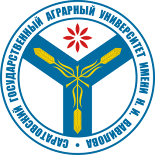 САРАТОВСКИЙ ГОСУДАРСТВЕННЫЙ АГРАРНЫЙ УНИВЕРСИТЕТ ИМЕНИ Н. И. ВАВИЛОВА